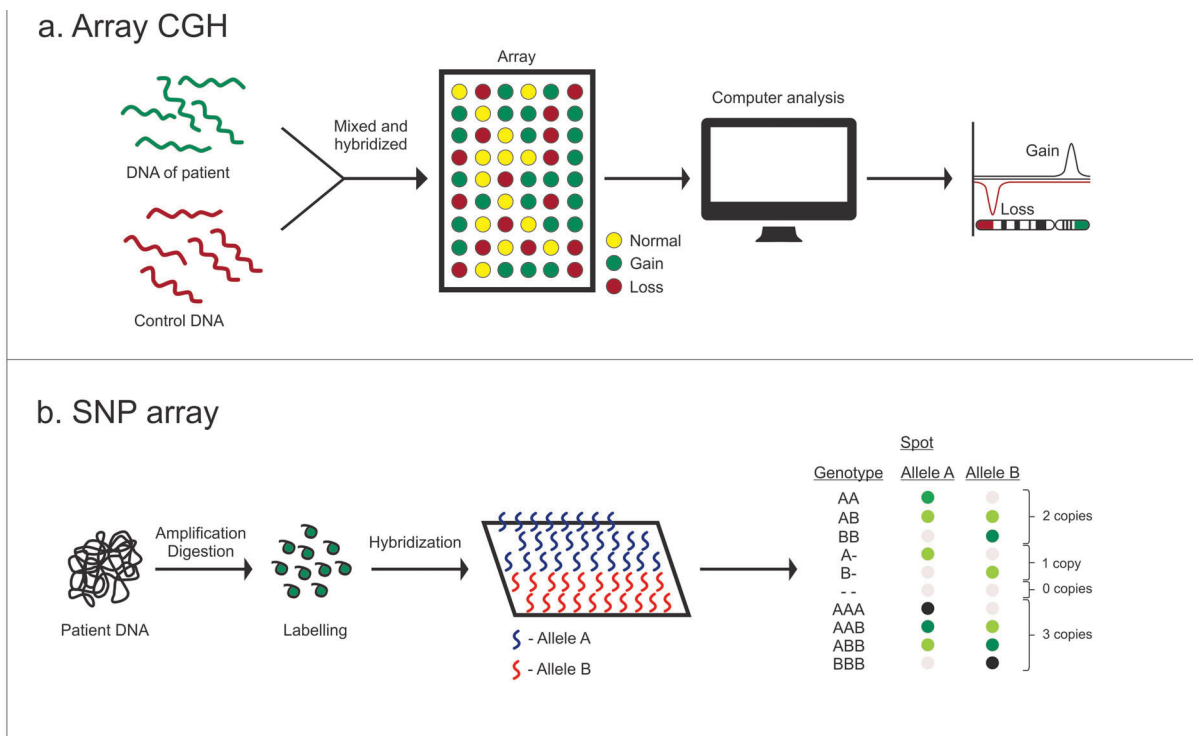 a. Array CGH
Array
Computer analysis
Mixed and
hybridized
DNA of patient
Control DNA
Normal
Gain
Loss
Gain
Loss
b. SNP array
Spot
Genotype Allele A Allele B
AA
AB
BB
2 copies
A-
B-
1 copy
- -
0 copies
AAA
AAB
ABB
BBB
3 copies
Amplification
Digestion
Hybridization
Patient DNA
Labelling
- Allele A
- Allele B